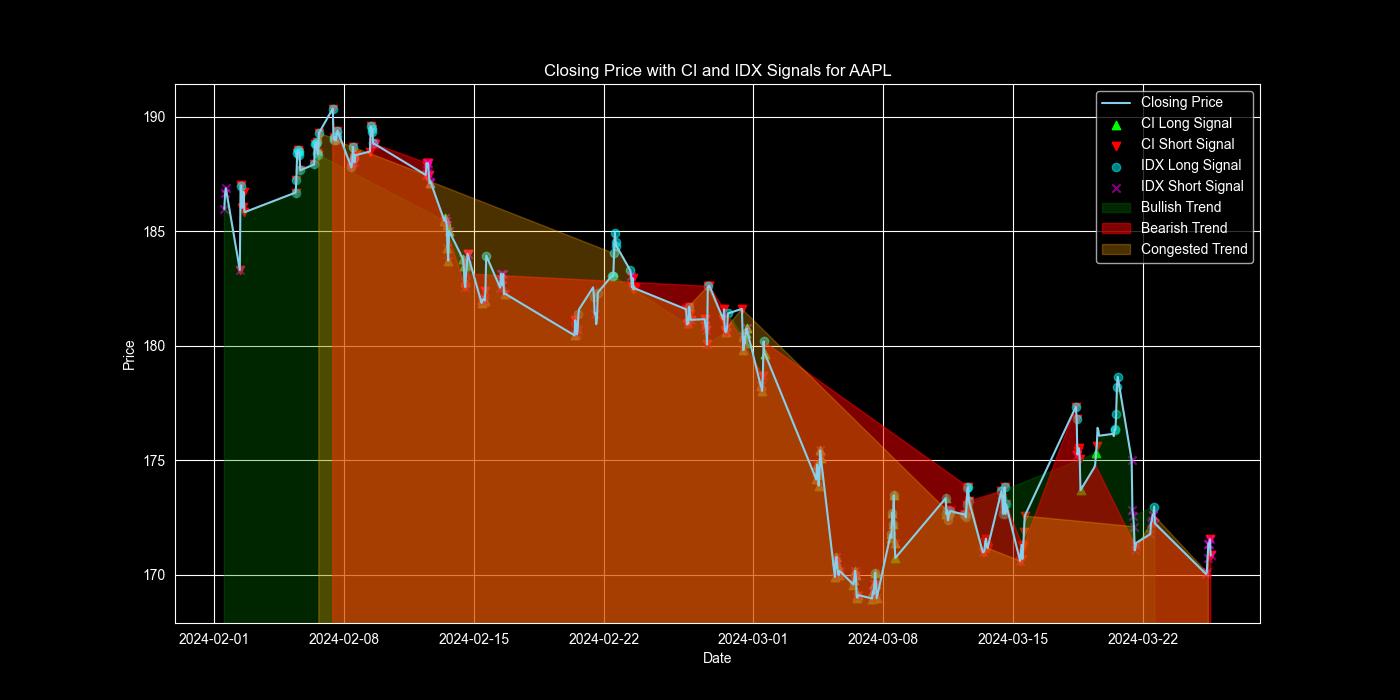 Closing Price with CI and IDX Signals for AAPL
190
185
180
175
170
Price
Closing Price
CI Long Signal
CI Short Signal
IDX Long Signal
IDX Short Signal
Bullish Trend
Bearish Trend
Congested Trend
2024-02-01
2024-02-08
2024-02-15
2024-02-22
2024-03-01
2024-03-08
2024-03-15
2024-03-22
Date